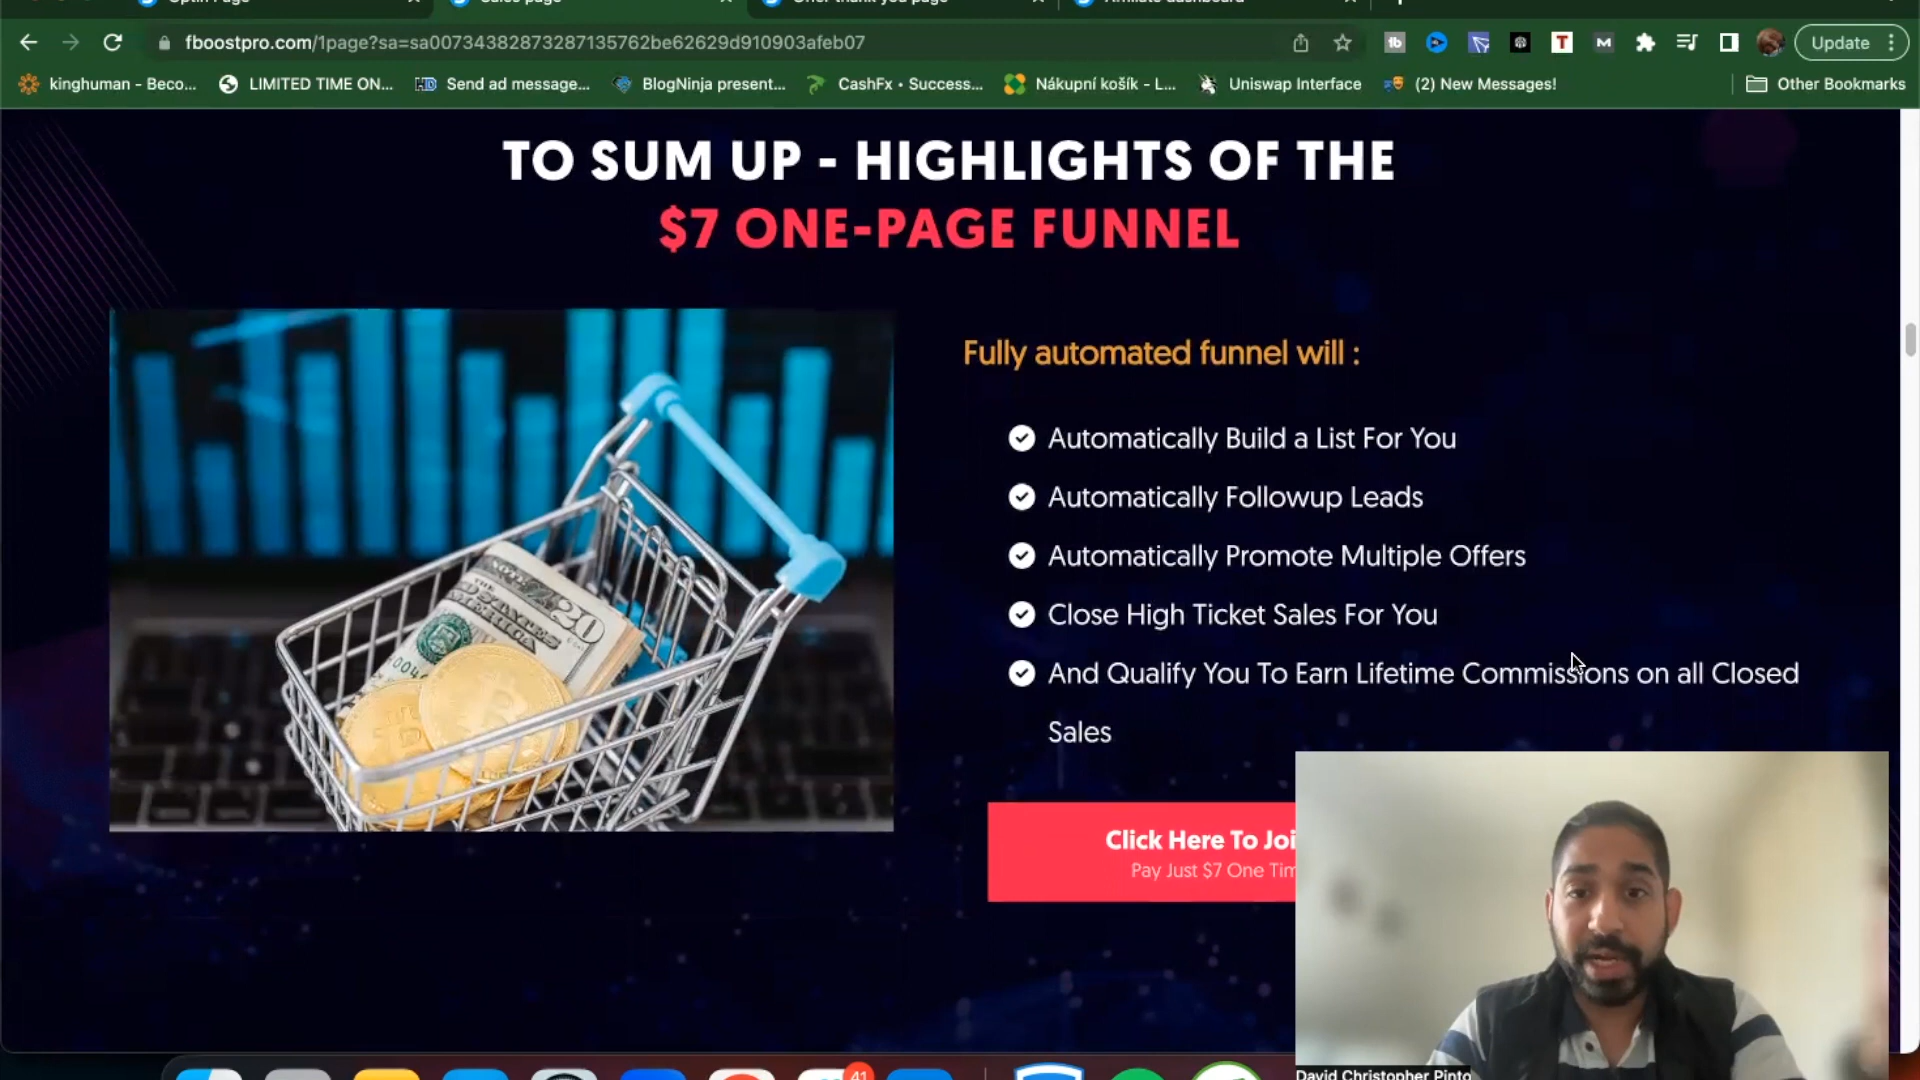 fboostpro.com/1page?sa=sa00734382873287135762be62629d910903afeb07
Update
kinghuman - Beco...
LIMITED TIME ON...
Send ad message...
BlogNinja present...
CashFx • Success...
Nákupní košík - L...
Uniswap Interface
(2) New Messages!
Other Bookmarks
TO SUM UP - HIGHLIGHTS OF THE
$7 ONE-PAGE FUNNEL
Fully automated funnel will :
Automatically Build a List For You
Automatically Followup Leads
Automatically Promote Multiple Offers
Close High Ticket Sales For You
And Qualify You To Earn Lifetime Commissions on all Closed
Sales
Click Here To Joi
Pay Just $7 One Tim
David Christopher Pinto
41